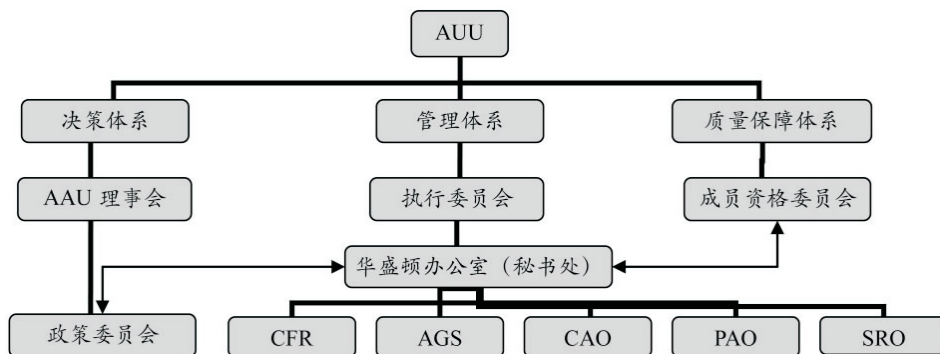 AUU
决策体系
管理体系
质量保障体系
AAU 理事会
执行委员会
成员资格委员会
华盛顿办公室（秘书处）
政策委员会
CFR
AGS
CAO
PAO
SRO